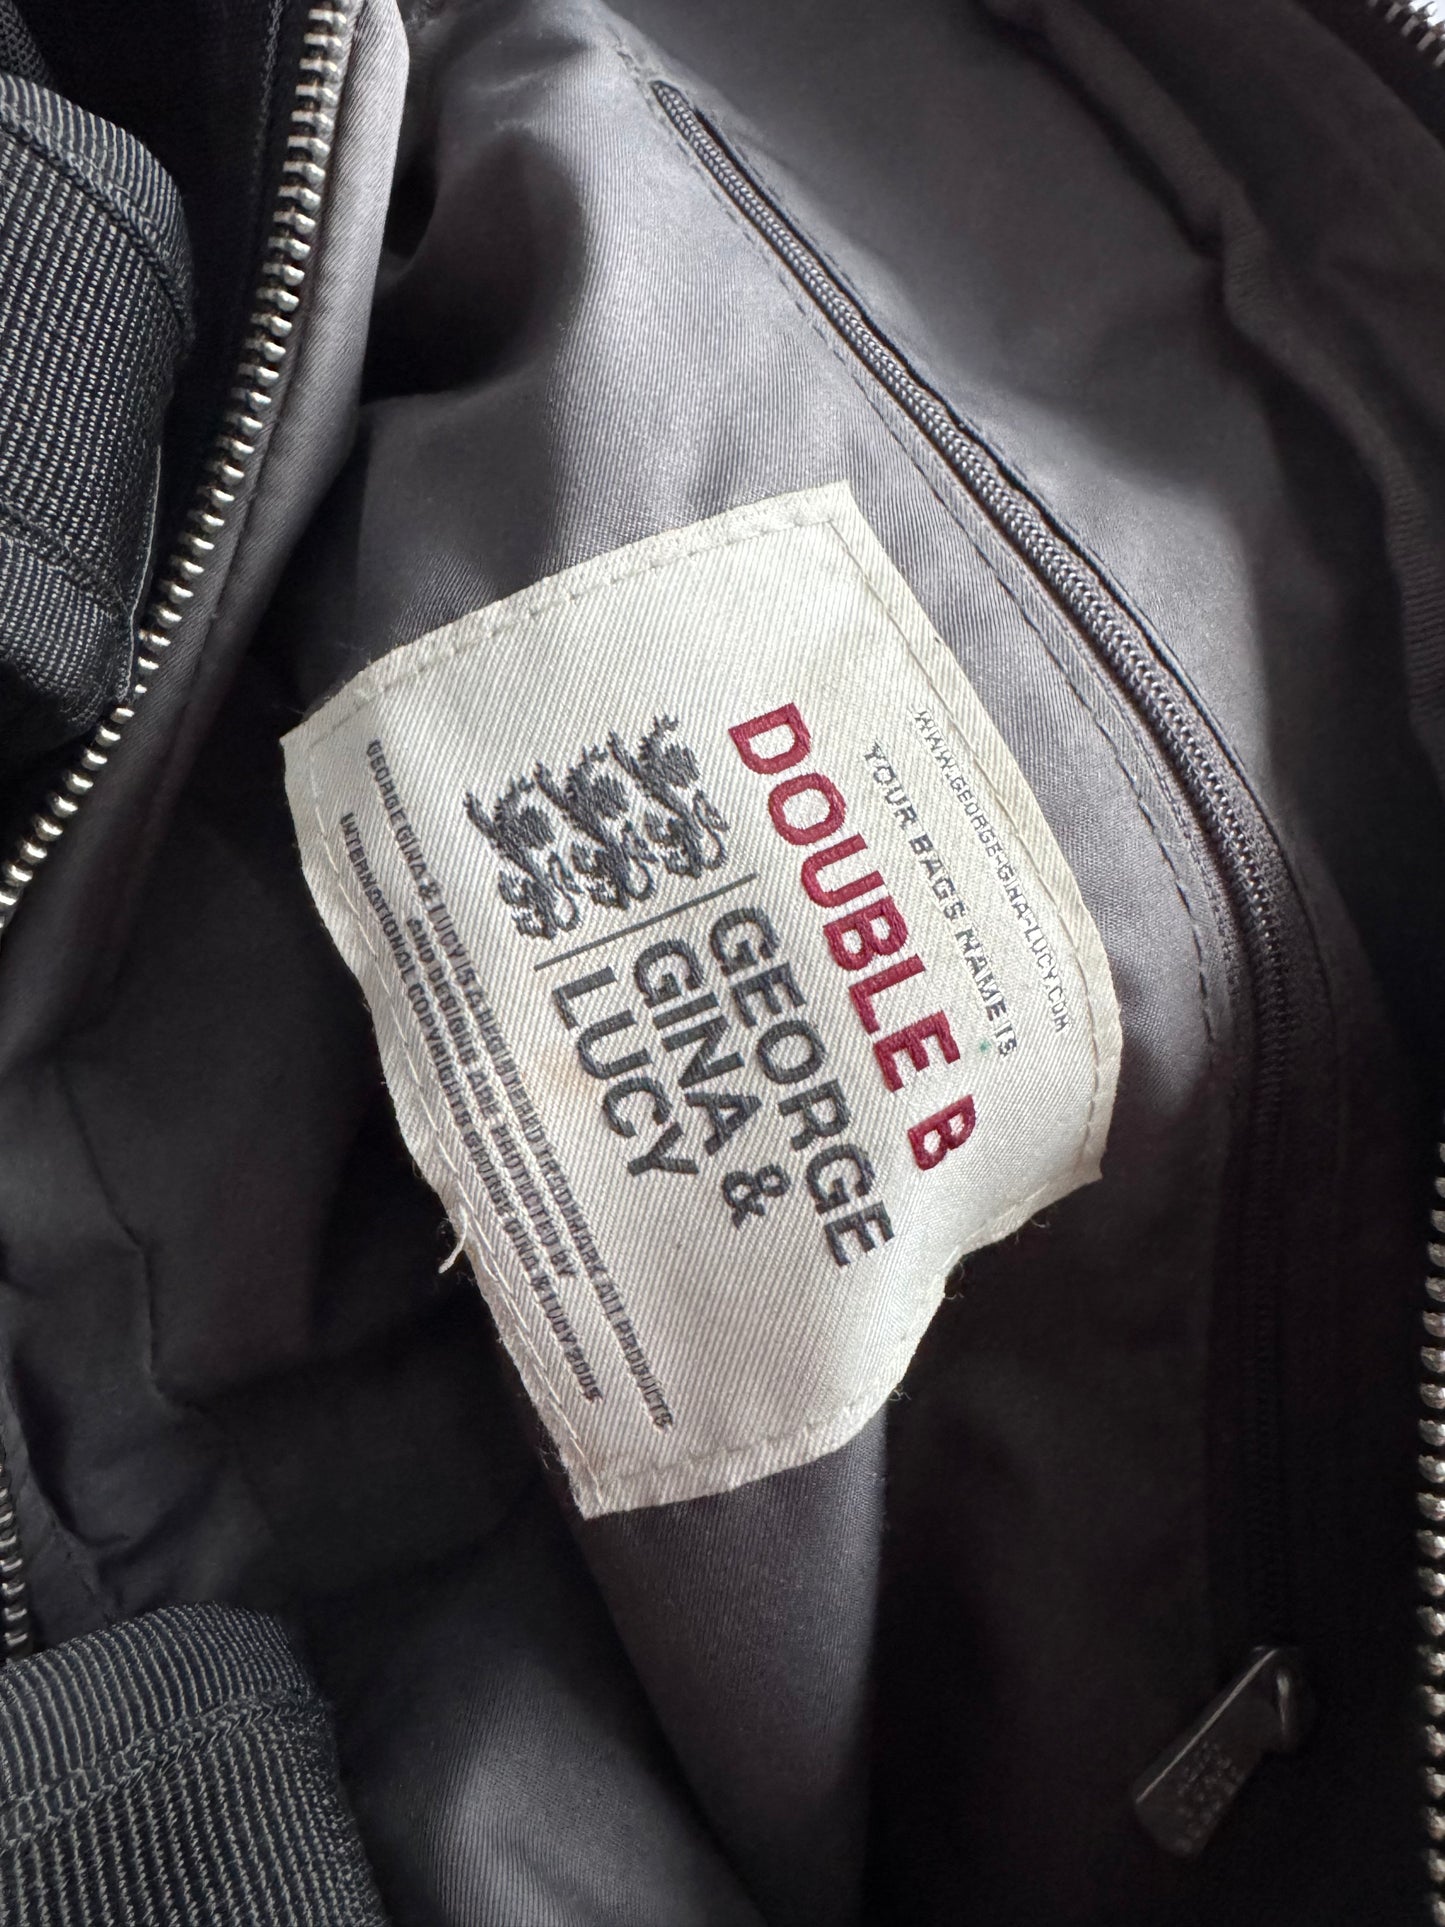 WWW.GEORGE-GINA-LUCY.COM
YOUR BAGS NAME IS
DOUBLE B
GEORGE
GINA &
LUCY
GEORGE GINA & LUCY IS A REGISTERED TRADEMARK ALL PRODUCTS
AND DESIGNS ARE PROTECTED BY
INTERNATIONAL COPYRIGHTS GEORGE GINA & LUCY 2009